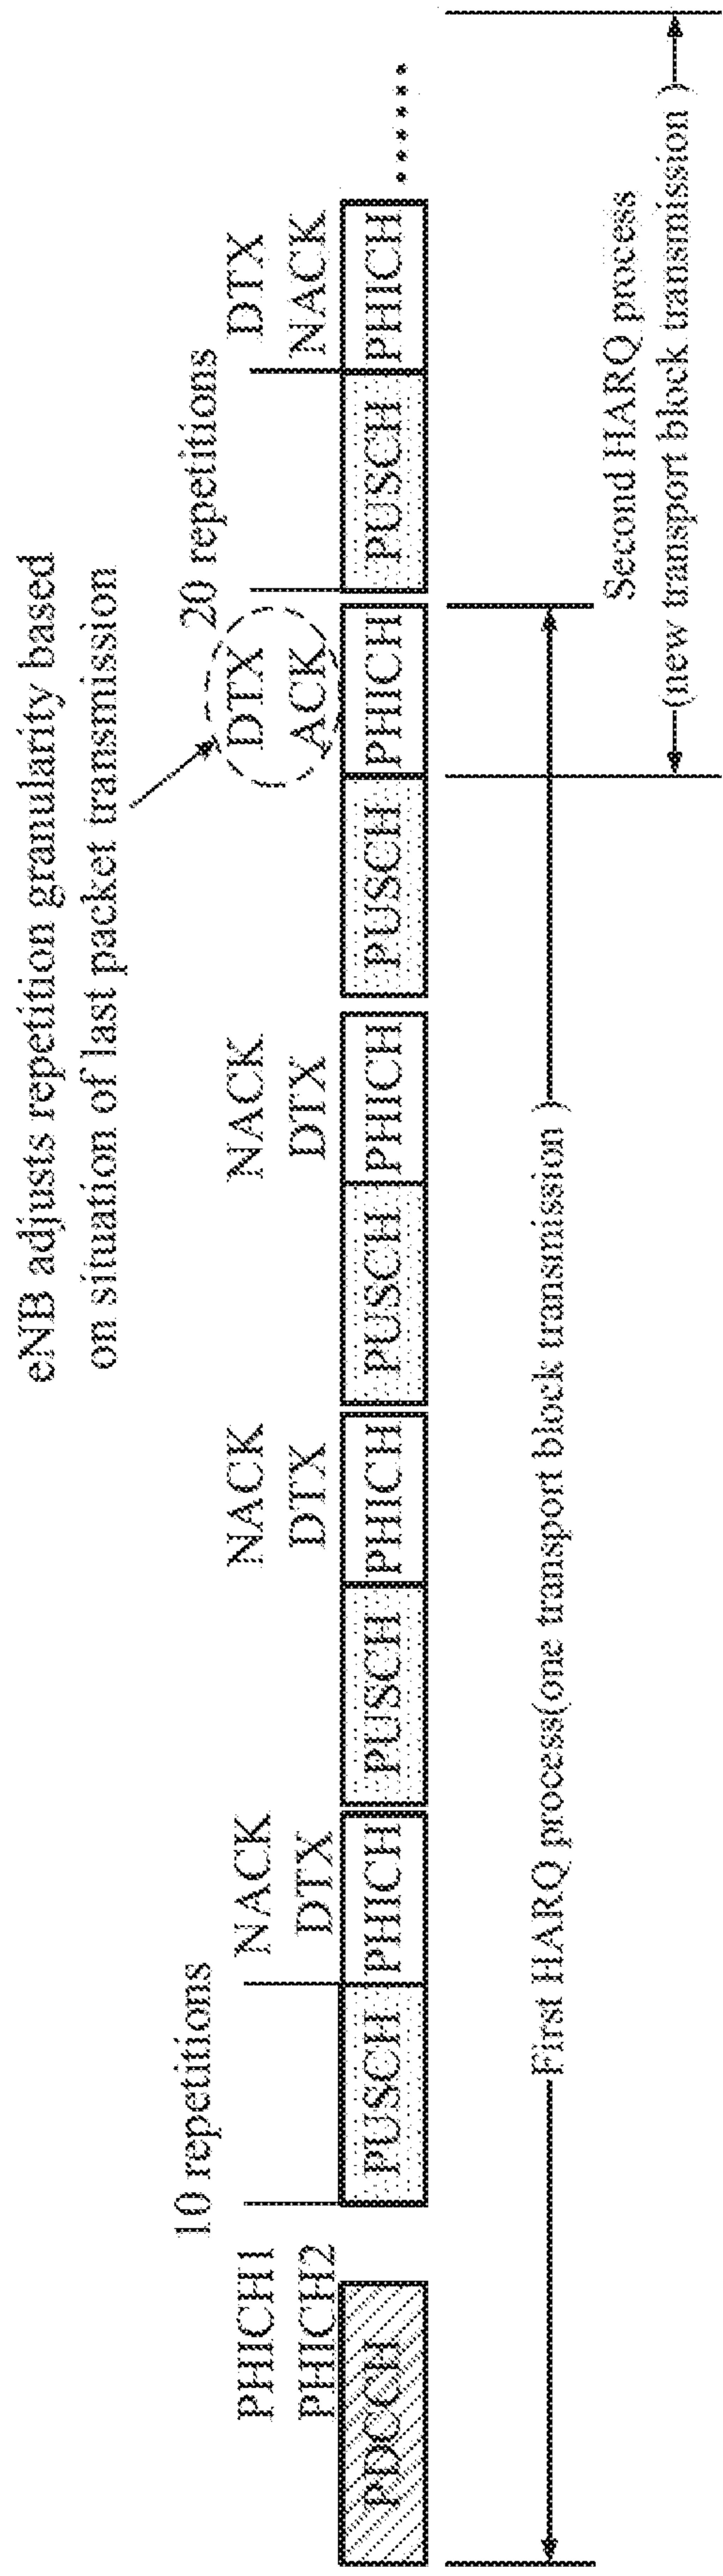 eNB adjusts repetition granularity based
on situation of last packet transmission
10 repetitions
20 repetitions
PHICH1
NACK
NACK
NACK
DTX
DTX
PHICH2
DTX
DTX
DTX
ACK
NACK
PDCCH
PUSCH
PHICH
PUSCH
PHICH
PUSCH
PHICH
PUSCH
PHICH
PUSCH
PHICH
......
First HARQ process(one transport block transmission )
Second HARQ process
(new transport block transmission )